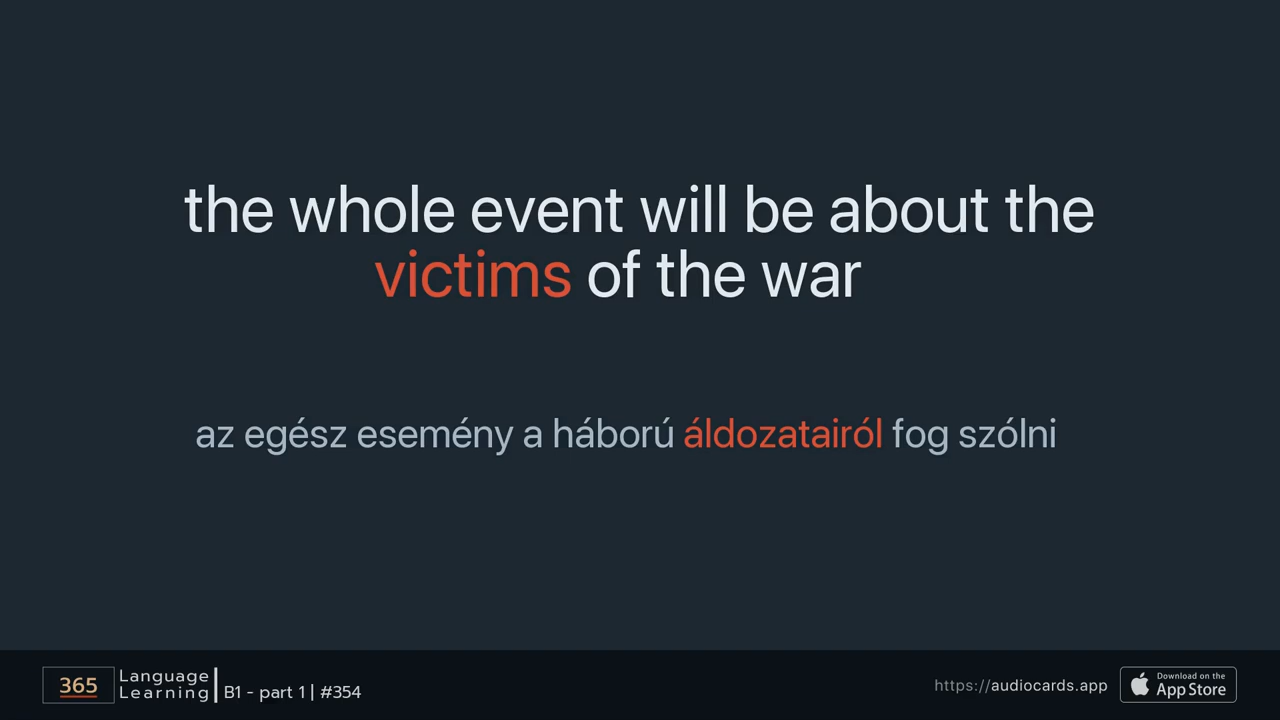 the whole event will be about the
victims of the war
az egész esemény a háború áldozatairól fog szólni
365
Language
Learning
B1 - part 1 | #354
https://audiocards.app
Download on the
App Store